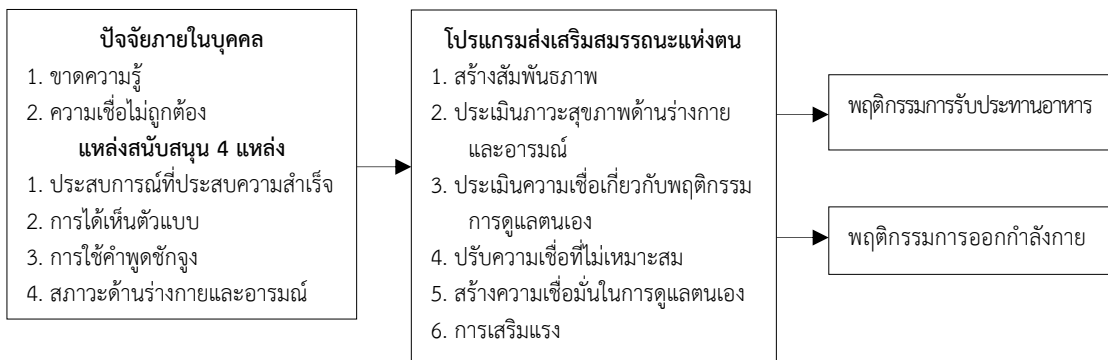 ปัจจัยภายในบุคคล
1. ขาดความรู้
2. ความเชื่อไม่ถูกต้อง
แหล่งสนับสนุน 4 แหล่ง
1. ประสบการณ์ที่ประสบความสำเร็จ
2. การได้เห็นตัวแบบ
3. การใช้คำพูดชักจูง
4. สภาวะด้านร่างกายและอารมณ์
โปรแกรมส่งเสริมสมรรถนะแห่งตน
1. สร้างสัมพันธภาพ
2. ประเมินภาวะสุขภาพด้านร่างกาย
และอารมณ์
3. ประเมินความเชื่อเกี่ยวกับพฤติกรรม
การดูแลตนเอง
4. ปรับความเชื่อที่ไม่เหมาะสม
5. สร้างความเชื่อมั่นในการดูแลตนเอง
6. การเสริมแรง
พฤติกรรมการรับประทานอาหาร
พฤติกรรมการออกกำลังกาย